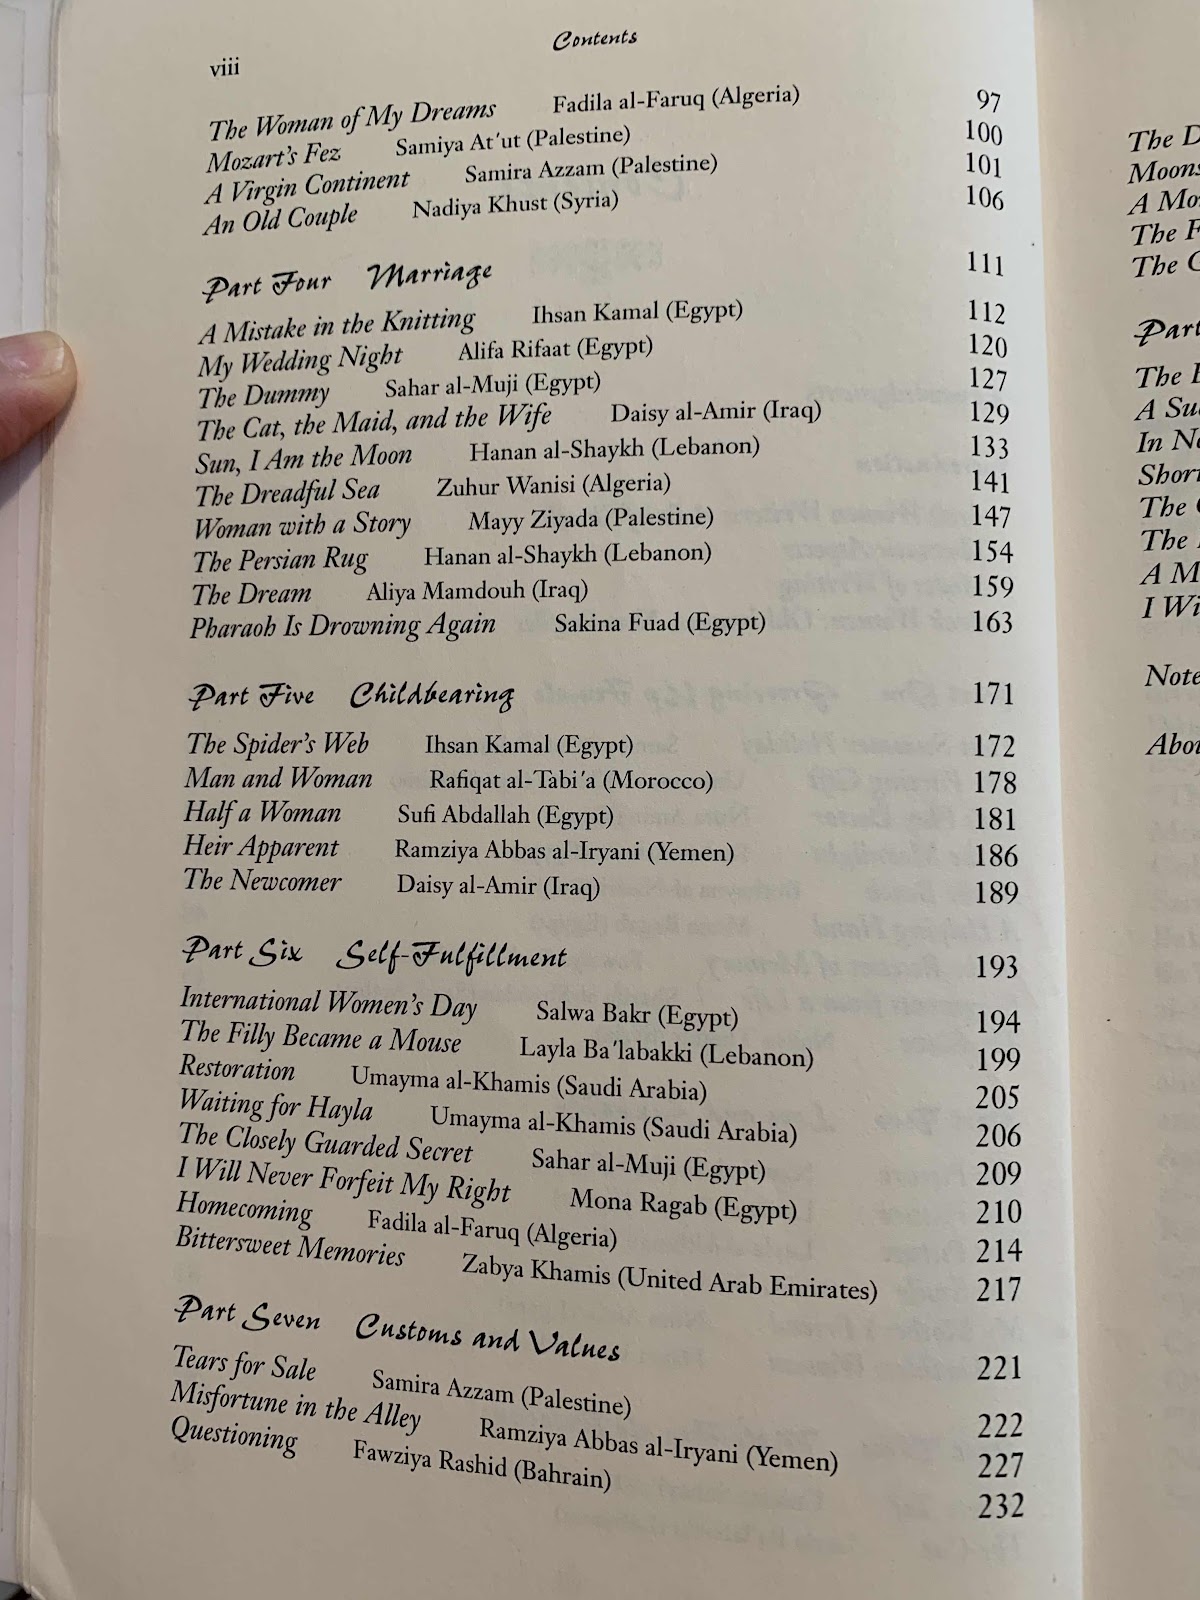 Contents
viii
The Woman of My Dreams Fadila al-Faruq (Algeria) 97
Mozart's Fez Samiya At'ut (Palestine) 100
A Virgin Continent Samira Azzam (Palestine) 101
An Old Couple Nadiya Khust (Syria) 106
Part Four Marriage 111
A Mistake in the Knitting Ihsan Kamal (Egypt) 112
My Wedding Night Alifa Rifaat (Egypt) 120
The Dummy Sahar al-Muji (Egypt) 127
The Cat, the Maid, and the Wife Daisy al-Amir (Iraq) 129
Sun, I Am the Moon Hanan al-Shaykh (Lebanon) 133
The Dreadful Sea Zuhur Wanisi (Algeria) 141
Woman with a Story Mayy Ziyada (Palestine) 147
The Persian Rug Hanan al-Shaykh (Lebanon) 154
The Dream Aliya Mamdouh (Iraq) 159
Pharaoh Is Drowning Again Sakina Fuad (Egypt) 163
Part Five Childbearing 171
The Spider's Web Ihsan Kamal (Egypt) 172
Man and Woman Rafiqat al-Tabi'a (Morocco) 178
Half a Woman Sufi Abdallah (Egypt) 181
Heir Apparent Ramziya Abbas al-Iryani (Yemen) 186
The Newcomer Daisy al-Amir (Iraq) 189
Part Six Self-Fulfillment 193
International Women's Day Salwa Bakr (Egypt) 194
The Filly Became a Mouse Layla Ba'labakki (Lebanon) 199
Restoration Umayma al-Khamis (Saudi Arabia) 205
Waiting for Hayla Umayma al-Khamis (Saudi Arabia) 206
The Closely Guarded Secret Sahar al-Muji (Egypt) 209
I Will Never Forfeit My Right Mona Ragab (Egypt) 210
Homecoming Fadila al-Faruq (Algeria) 214
Bittersweet Memories Zabya Khamis (United Arab Emirates) 217
Part Seven Customs and Values 221
Tears for Sale Samira Azzam (Palestine) 222
Misfortune in the Alley Ramziya Abbas al-Iryani (Yemen) 227
Questioning Fawziya Rashid (Bahrain) 232
The
A
The
The
Part
The
A
In
The
The
A
I